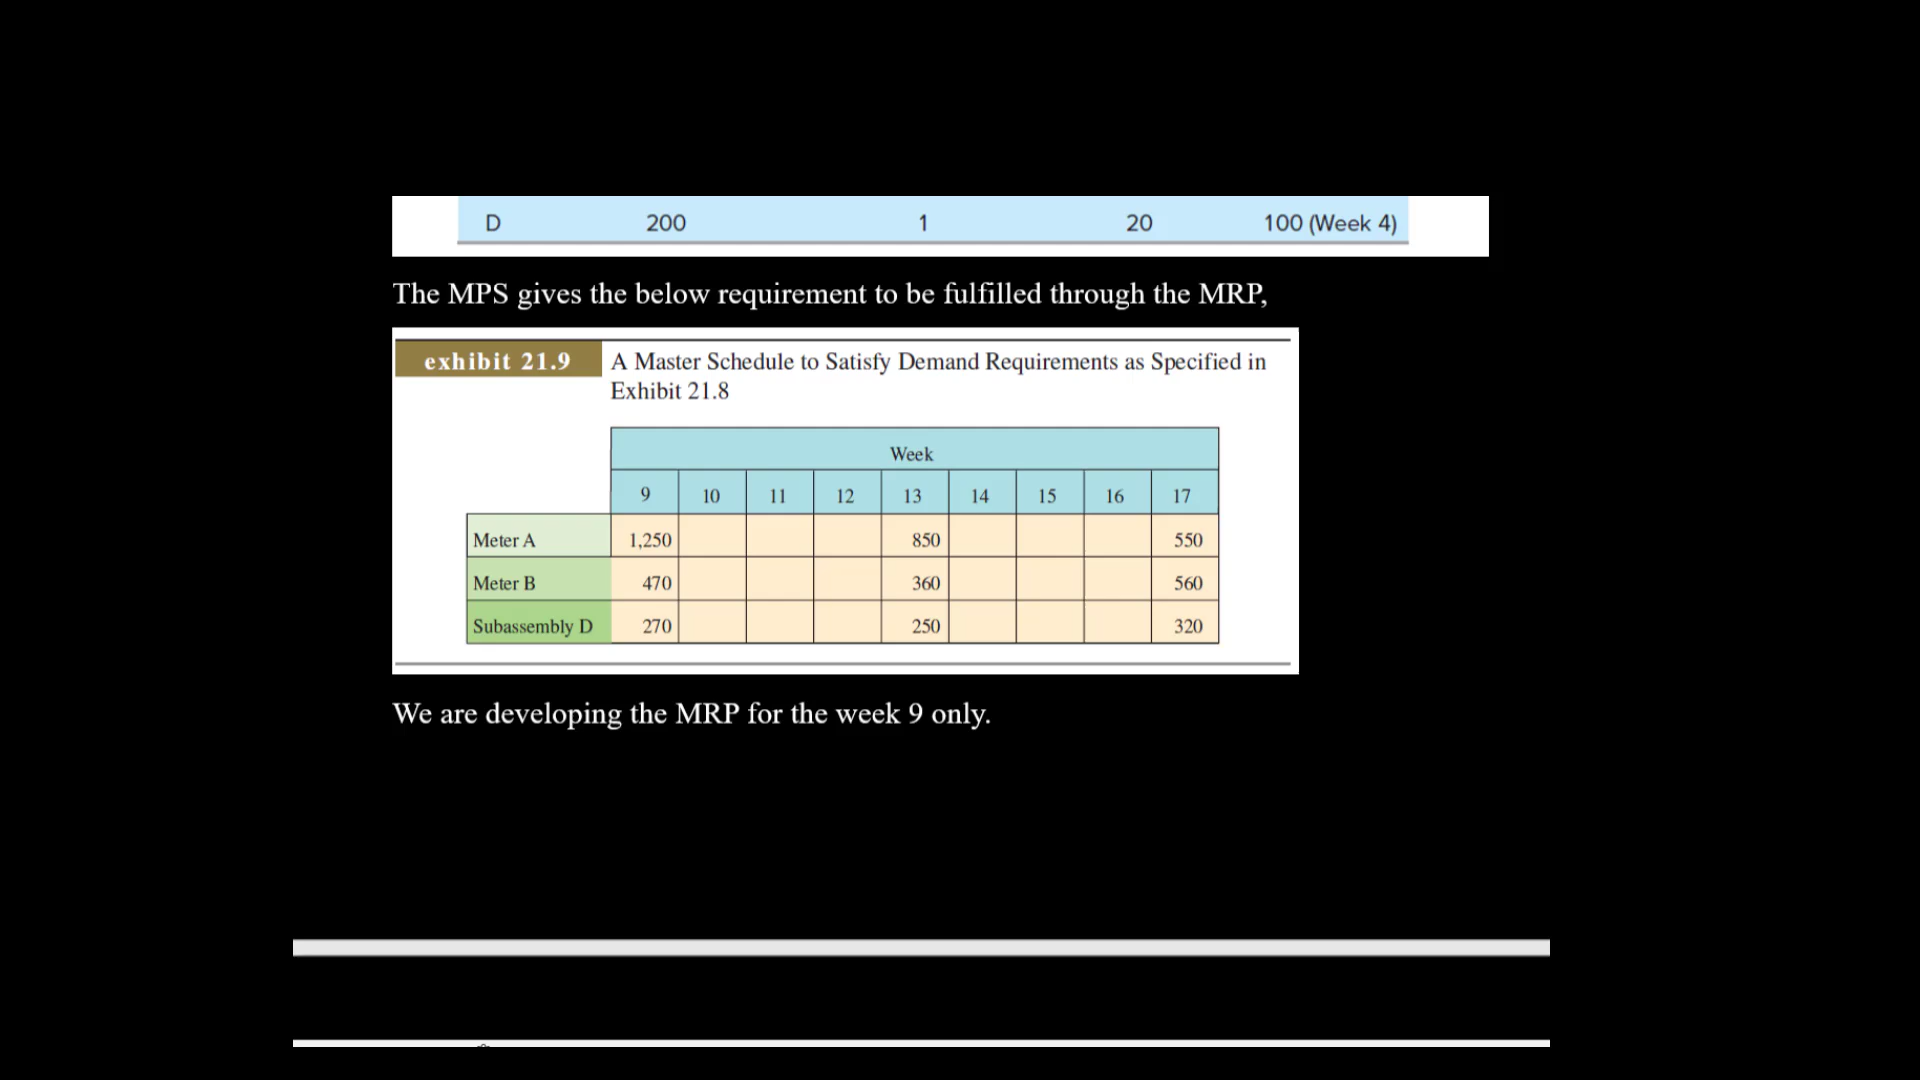 D 200 1 20 100 (Week 4)
The MPS gives the below requirement to be fulfilled through the MRP,
exhibit 21.9 A Master Schedule to Satisfy Demand Requirements as Specified in
Exhibit 21.8
Week
9 10 11 12 13 14 15 16 17
Meter A 1,250 850 550
Meter B 470 360 560
Subassembly D 270 250 320
We are developing the MRP for the week 9 only.